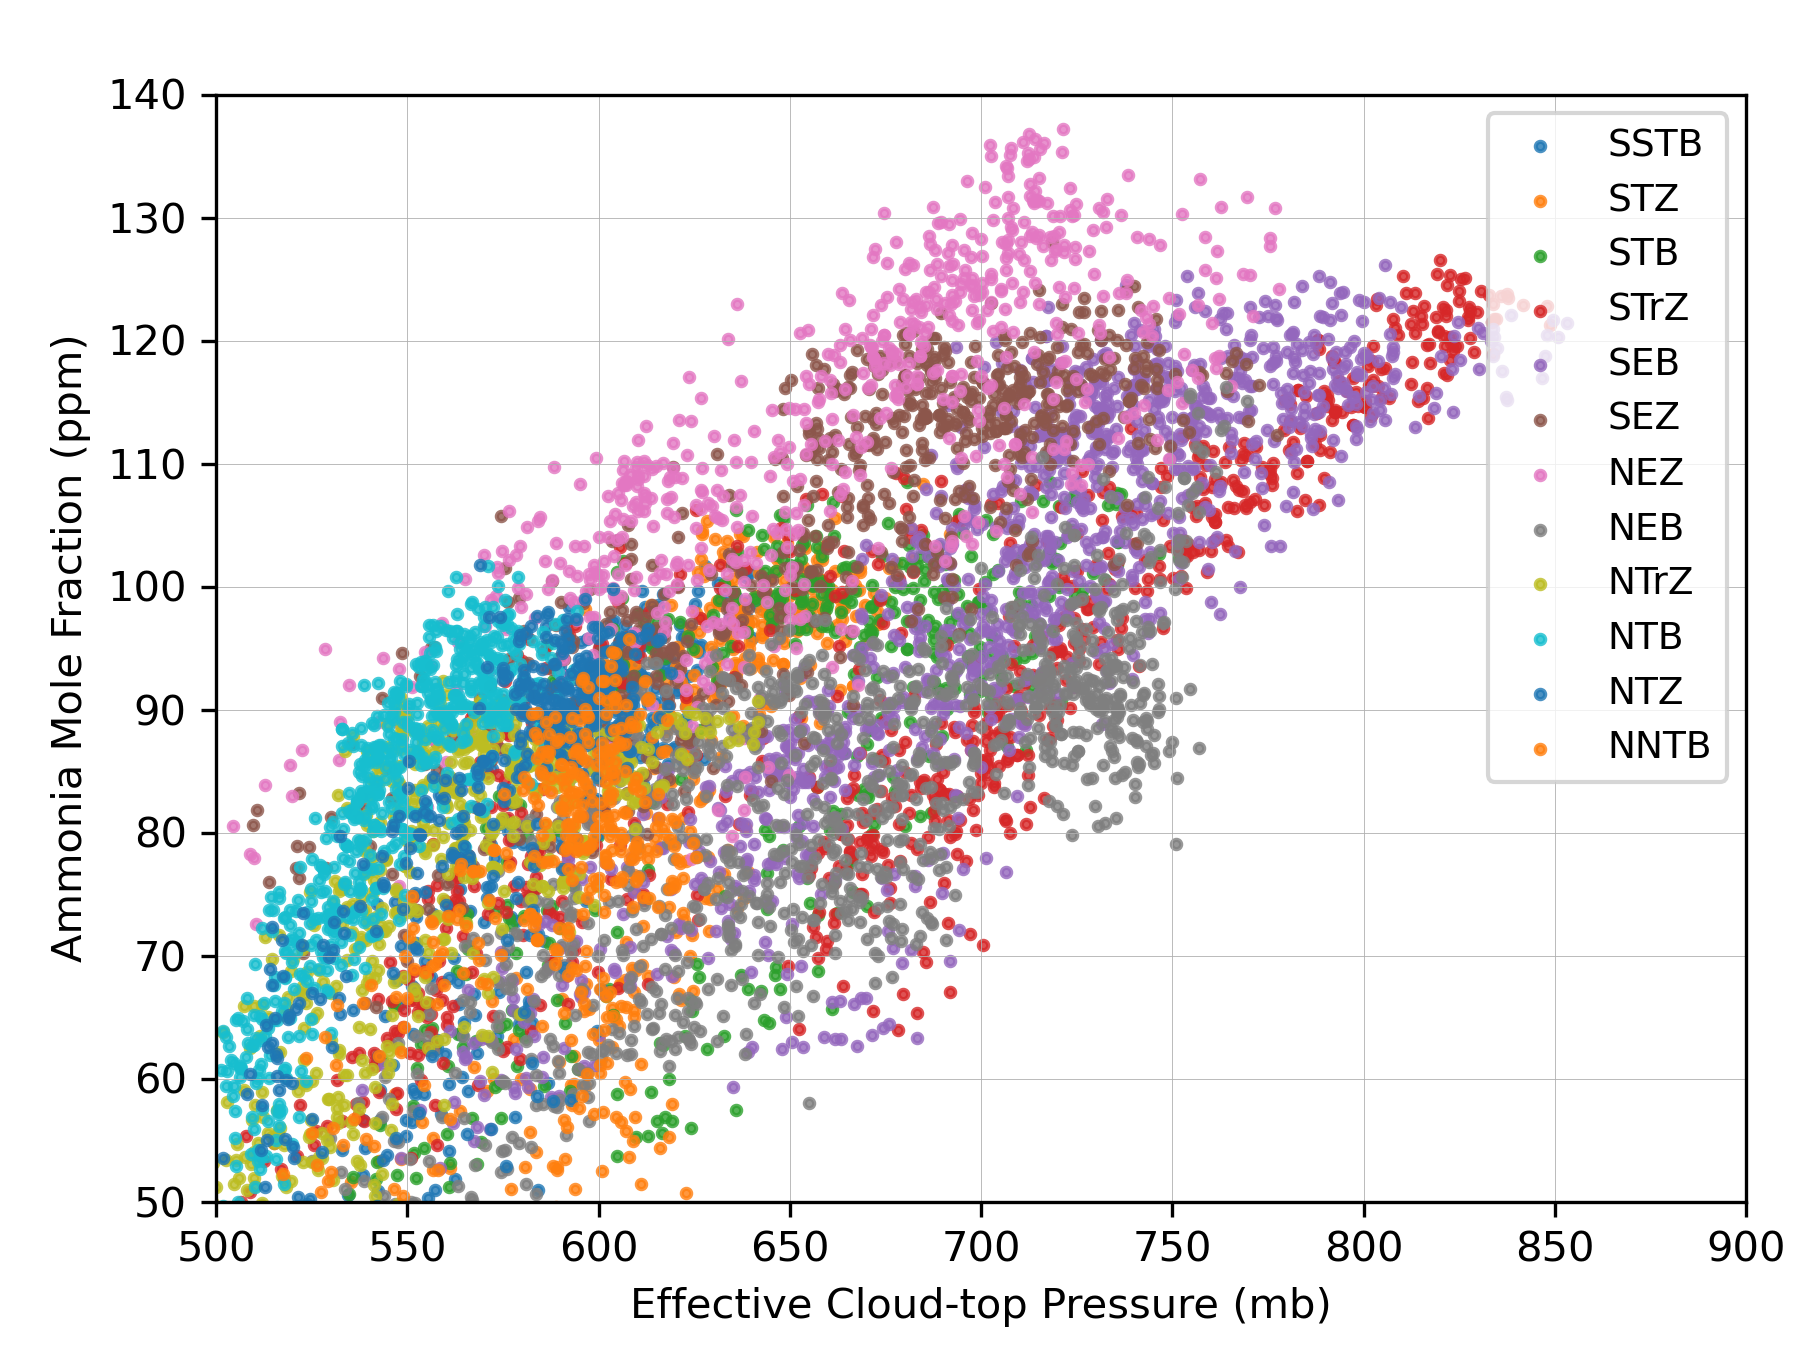 140
130
120
110
100
90
80
70
60
50
Ammonia Mole Fraction (ppm)
500 550 600 650 700 750 800 850 900
Effective Cloud-top Pressure (mb)
SSTB
STZ
STB
STrZ
SEB
SEZ
NEZ
NEB
NTrZ
NTB
NTZ
NNTB